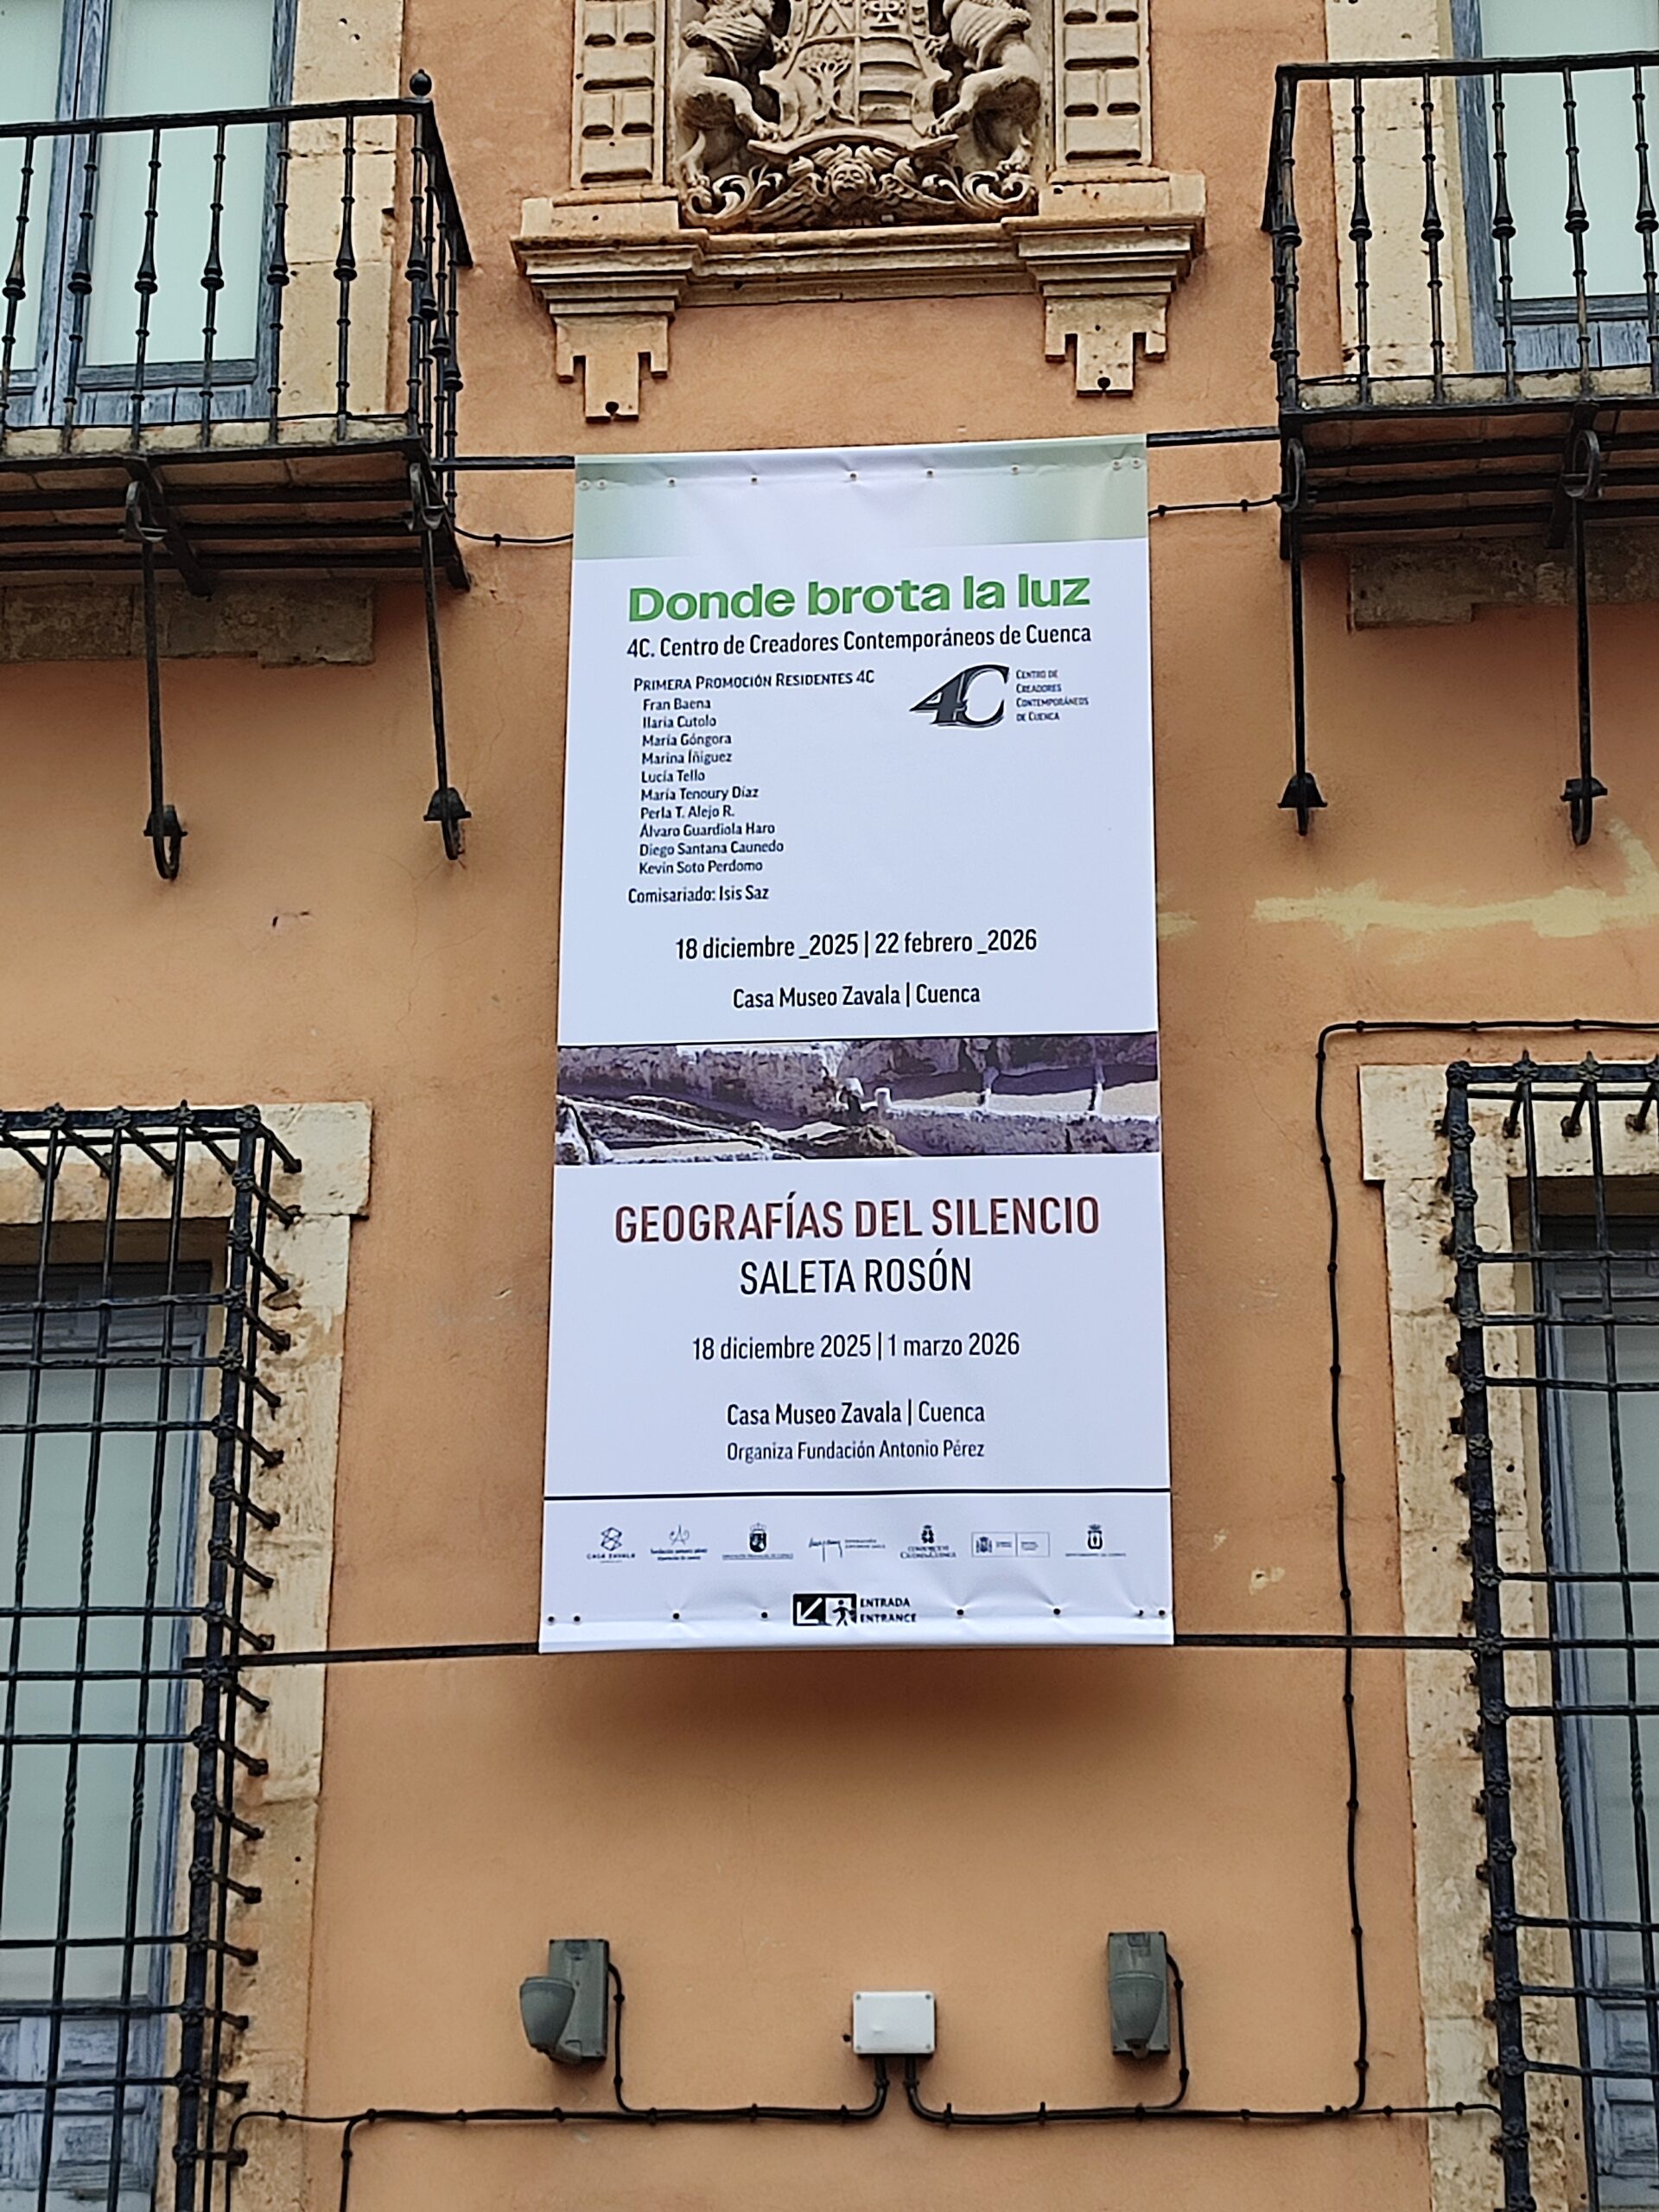 Donde brota la luz
4C. Centro de Creadores Contemporáneos de Cuenca
PRIMERA PROMOCIÓN RESIDENTES 4C
Fran Baena
Ilaria Cutolo
María Góngora
Marina Íñiguez
Lucía Tello
María Tenoury Díaz
Perla T. Alejo R.
Álvaro Guardiola Haro
Diego Santana Caunedo
Kevin Soto Perdomo
Comisariado: Isis Saz
4C
CENTRO DE
CREADORES
CONTEMPORÁNEOS
DE CUENCA
18 diciembre _2025 | 22 febrero _2026
Casa Museo Zavala | Cuenca
GEOGRAFÍAS DEL SILENCIO
SALETA ROSÓN
18 diciembre 2025 | 1 marzo 2026
Casa Museo Zavala | Cuenca
Organiza Fundación Antonio Pérez
CASA ZAVALA
ENTRADA
ENTRANCE